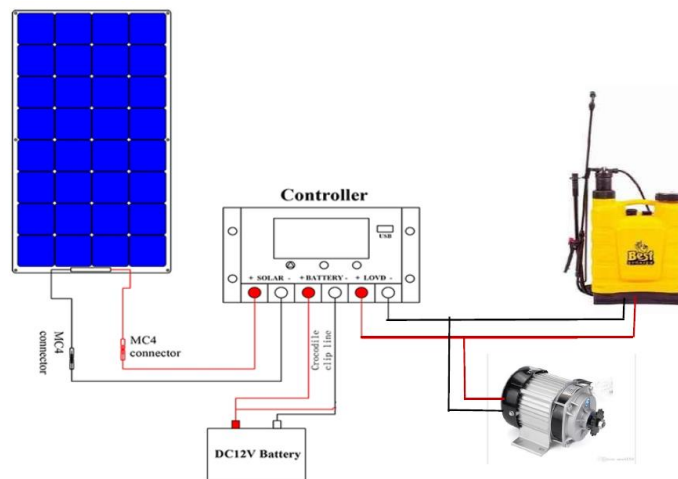 Controller
USB
+ SOLAR -
+ BATTERY -
+ LOVD -
MC4
connector
MC4
connector
Crocodile
clip line
DC12V Battery
Best